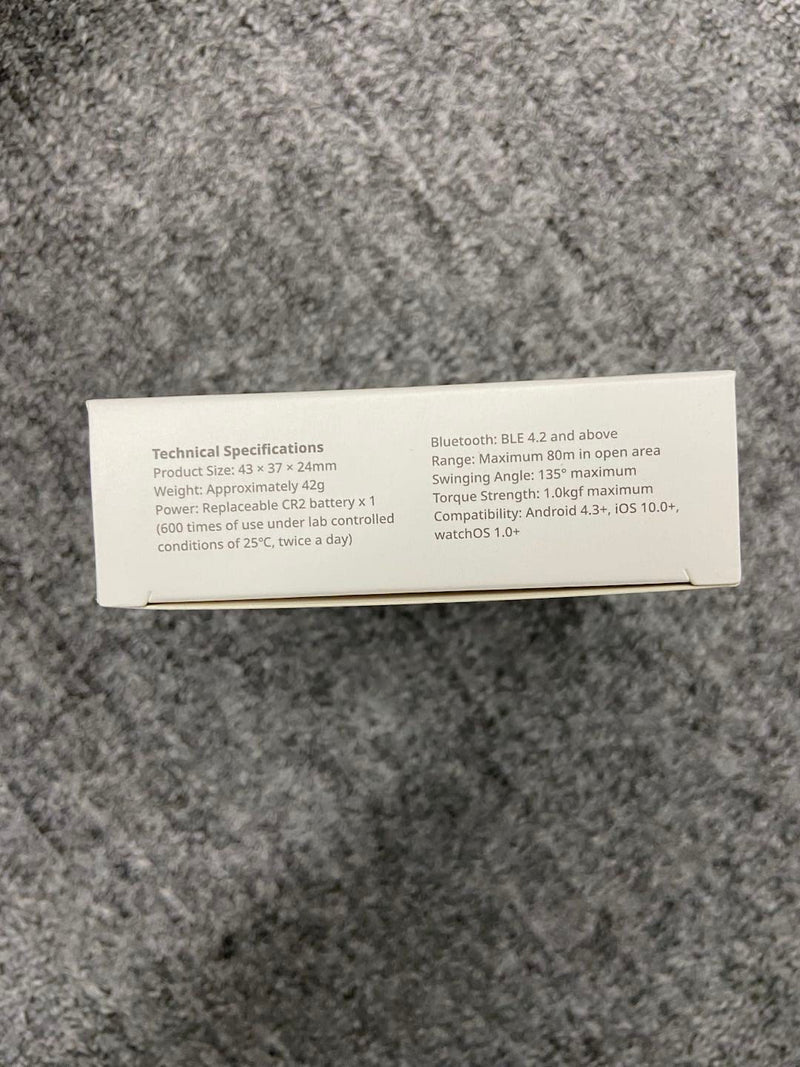 Technical Specifications
Product Size: 43 × 37 × 24mm
Weight: Approximately 42g
Power: Replaceable CR2 battery x 1
(600 times of use under lab controlled
conditions of 25℃, twice a day)
Bluetooth: BLE 4.2 and above
Range: Maximum 80m in open area
Swinging Angle: 135° maximum
Torque Strength: 1.0kgf maximum
Compatibility: Android 4.3+, iOS 10.0+,
watchOS 1.0+